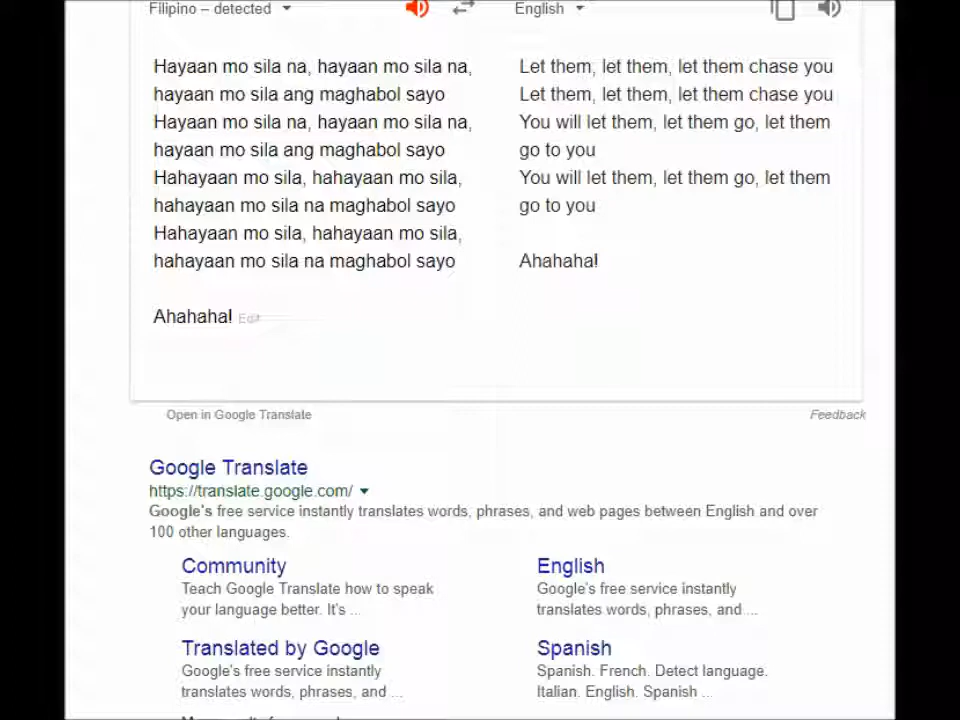 Filipino – detected
English
Hayaan mo sila na, hayaan mo sila na,
hayaan mo sila ang maghabol sayo
Hayaan mo sila na, hayaan mo sila na,
hayaan mo sila ang maghabol sayo
Hahayaan mo sila, hahayaan mo sila,
hahayaan mo sila na maghabol sayo
Hahayaan mo sila, hahayaan mo sila,
hahayaan mo sila na maghabol sayo
Ahahaha! Edit
Let them, let them, let them chase you
Let them, let them, let them chase you
You will let them, let them go, let them
go to you
You will let them, let them go, let them
go to you
Ahahaha!
Open in Google Translate
Feedback
Google Translate
https://translate.google.com/
Google's free service instantly translates words, phrases, and web pages between English and over
100 other languages.
Community
Teach Google Translate how to speak
your language better. It's ...
English
Google's free service instantly
translates words, phrases, and ...
Translated by Google
Google's free service instantly
translates words, phrases, and ...
Spanish
Spanish. French. Detect language.
Italian. English. Spanish ...